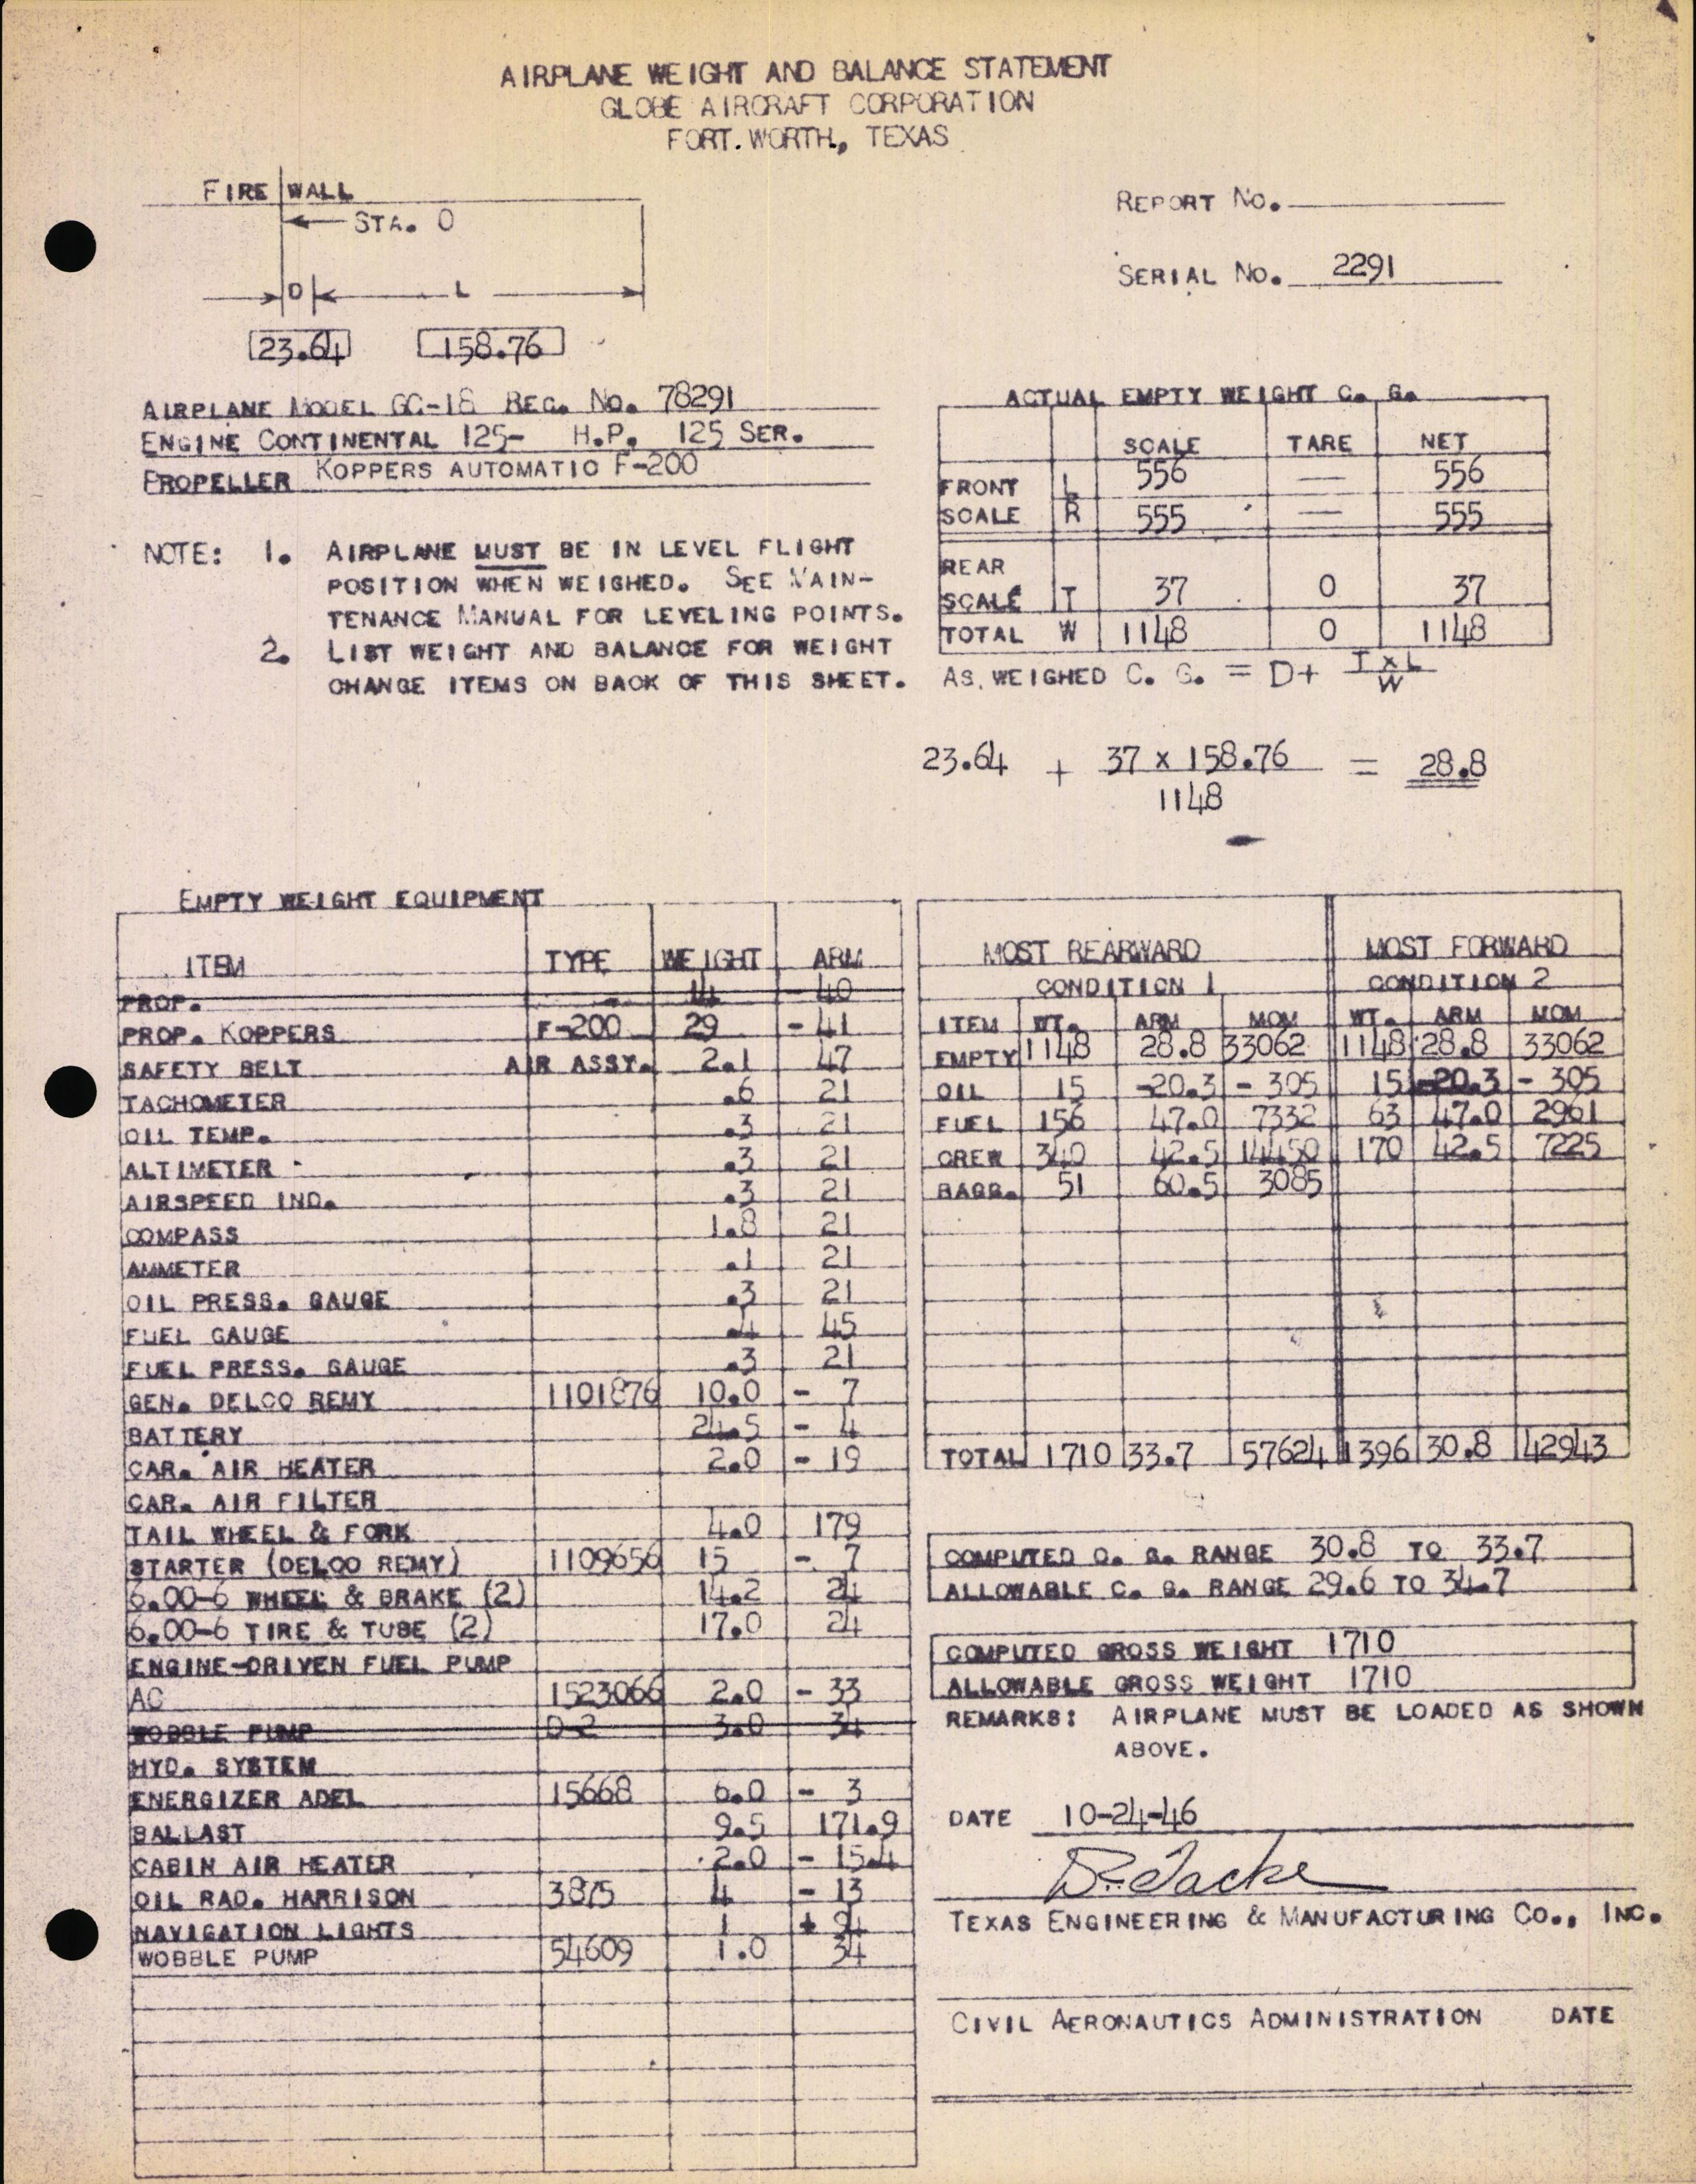 AIRPLANE WEIGHT AND BALANCE STATEMENT
GLOBE AIRCRAFT CORPORATION
FORT. WORTH, TEXAS
FIRE WALL
STA. 0
D L
23.64 158.76
REPORT NO.
SERIAL NO. 2291
AIRPLANE MODEL GC-1B REG. NO. 78291
ENGINE CONTINENTAL 125- H.P. 125 SER.
PROPELLER KOPPERS AUTOMATIC F-200
NOTE: 1. AIRPLANE MUST BE IN LEVEL FLIGHT
POSITION WHEN WEIGHED. SEE MAIN-
TENANCE MANUAL FOR LEVELING POINTS.
2. LIST WEIGHT AND BALANCE FOR WEIGHT
CHANGE ITEMS ON BACK OF THIS SHEET.
ACTUAL EMPTY WEIGHT C. G.
SCALE TARE NET
FRONT L 556 — 556
SCALE R 555 — 555
REAR
SCALE T 37 0 37
TOTAL W 1148 0 1148
AS WEIGHED C. G. = D+ T x L
W
23.64 + 37 x 158.76 = 28.8
1148
EMPTY WEIGHT EQUIPMENT
ITEM TYPE WEIGHT ARM
PROP. 14 - 40
PROP. KOPPERS F-200 29 - 41
SAFETY BELT AIR ASSY. 2.1 47
TACHOMETER .6 21
OIL TEMP. .3 21
ALTIMETER .3 21
AIRSPEED IND. .3 21
COMPASS 1.8 21
AMMETER .1 21
OIL PRESS. GAUGE .3 21
FUEL GAUGE .4 45
FUEL PRESS. GAUGE .3 21
GEN. DELCO REMY 1101876 10.0 - 7
BATTERY 24.5 - 4
CAR. AIR HEATER 2.0 - 19
CAR. AIR FILTER
TAIL WHEEL & FORK 4.0 179
STARTER (DELCO REMY) 1109656 15 - 7
6.00-6 WHEEL & BRAKE (2) 14.2 24
6.00-6 TIRE & TUBE (2) 17.0 24
ENGINE-DRIVEN FUEL PUMP
AC 1523066 2.0 - 33
WOBBLE PUMP D-2 3.0 34
HYD. SYSTEM
ENERGIZER ADEL 15668 6.0 - 3
BALLAST 9.5 171.9
CABIN AIR HEATER 2.0 - 15.4
OIL RAD. HARRISON 3875 4 - 13
NAVIGATION LIGHTS 1 + 94
WOBBLE PUMP 54609 1.0 34
MOST REARWARD MOST FORWARD
CONDITION 1 CONDITION 2
ITEM WT. ARM MOM WT. ARM MOM
EMPTY 1148 28.8 33062 1148 28.8 33062
OIL 15 -20.3 - 305 15 -20.3 - 305
FUEL 156 47.0 7332 63 47.0 2961
CREW 340 42.5 14450 170 42.5 7225
BAGG. 51 60.5 3085
TOTAL 1710 33.7 57624 1396 30.8 42943
COMPUTED C. G. RANGE 30.8 TO 33.7
ALLOWABLE C. G. RANGE 29.6 TO 34.7
COMPUTED GROSS WEIGHT 1710
ALLOWABLE GROSS WEIGHT 1710
REMARKS: AIRPLANE MUST BE LOADED AS SHOWN
ABOVE.
DATE 10-24-46
TEXAS ENGINEERING & MANUFACTURING CO., INC.
CIVIL AERONAUTICS ADMINISTRATION DATE